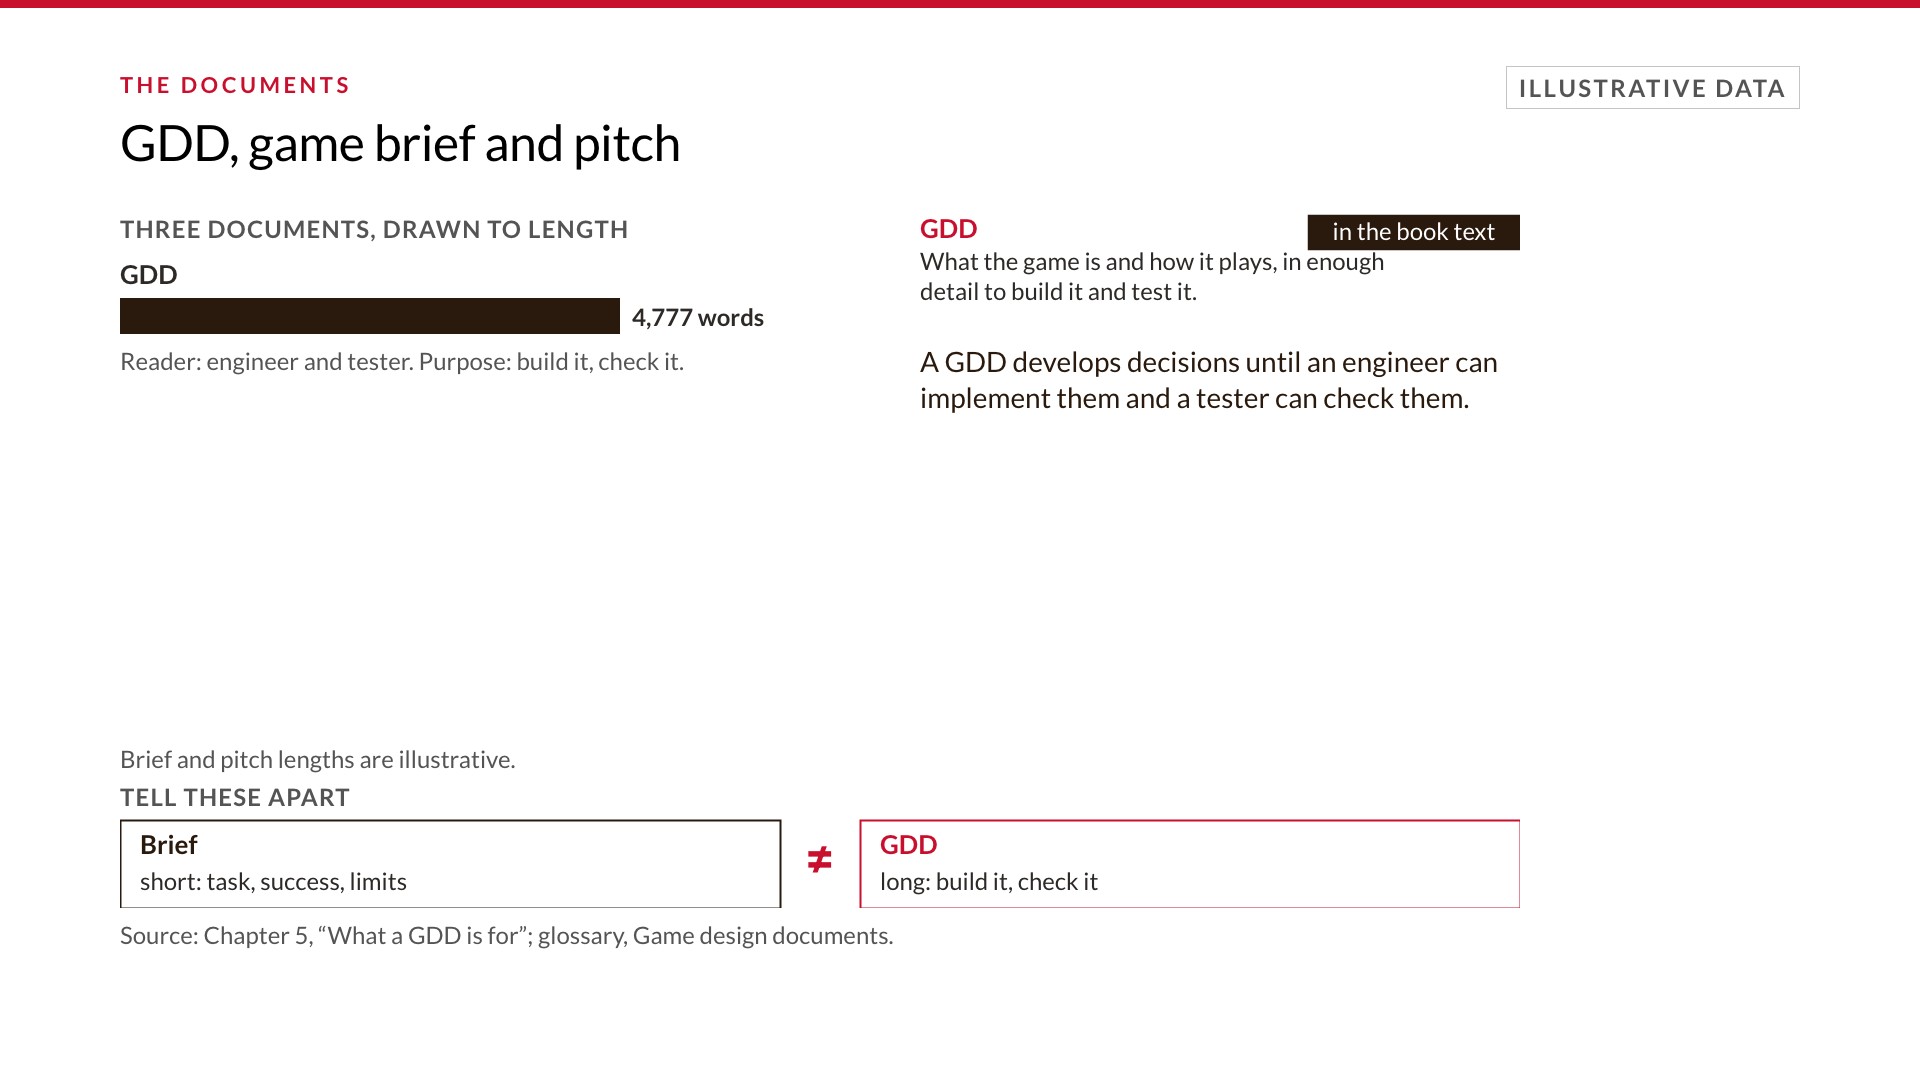 THE DOCUMENTS
ILLUSTRATIVE DATA
GDD, game brief and pitch
THREE DOCUMENTS, DRAWN TO LENGTH
GDD
4,777 words
Reader: engineer and tester. Purpose: build it, check it.
GDD
in the book text
What the game is and how it plays, in enough
detail to build it and test it.
A GDD develops decisions until an engineer can
implement them and a tester can check them.
Brief and pitch lengths are illustrative.
TELL THESE APART
Brief
short: task, success, limits
≠
GDD
long: build it, check it
Source: Chapter 5, “What a GDD is for”; glossary, Game design documents.